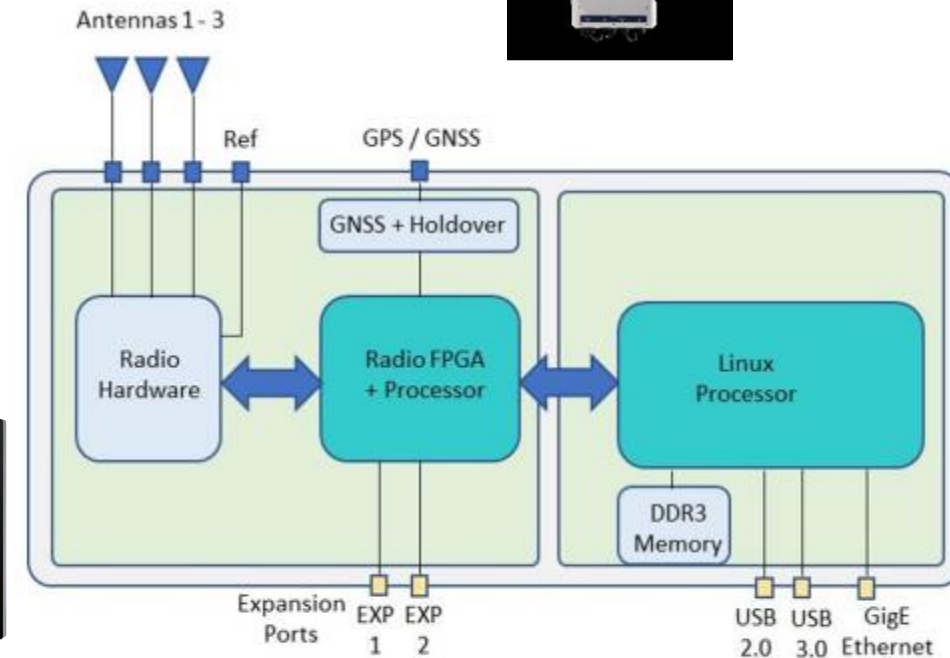 Antennas 1 - 3
Ref
GPS / GNSS
GNSS + Holdover
Radio
Hardware
Radio FPGA
+ Processor
Linux
Processor
DDR3
Memory
Expansion
Ports
EXP
1
EXP
2
USB
2.0
USB
3.0
GigE
Ethernet